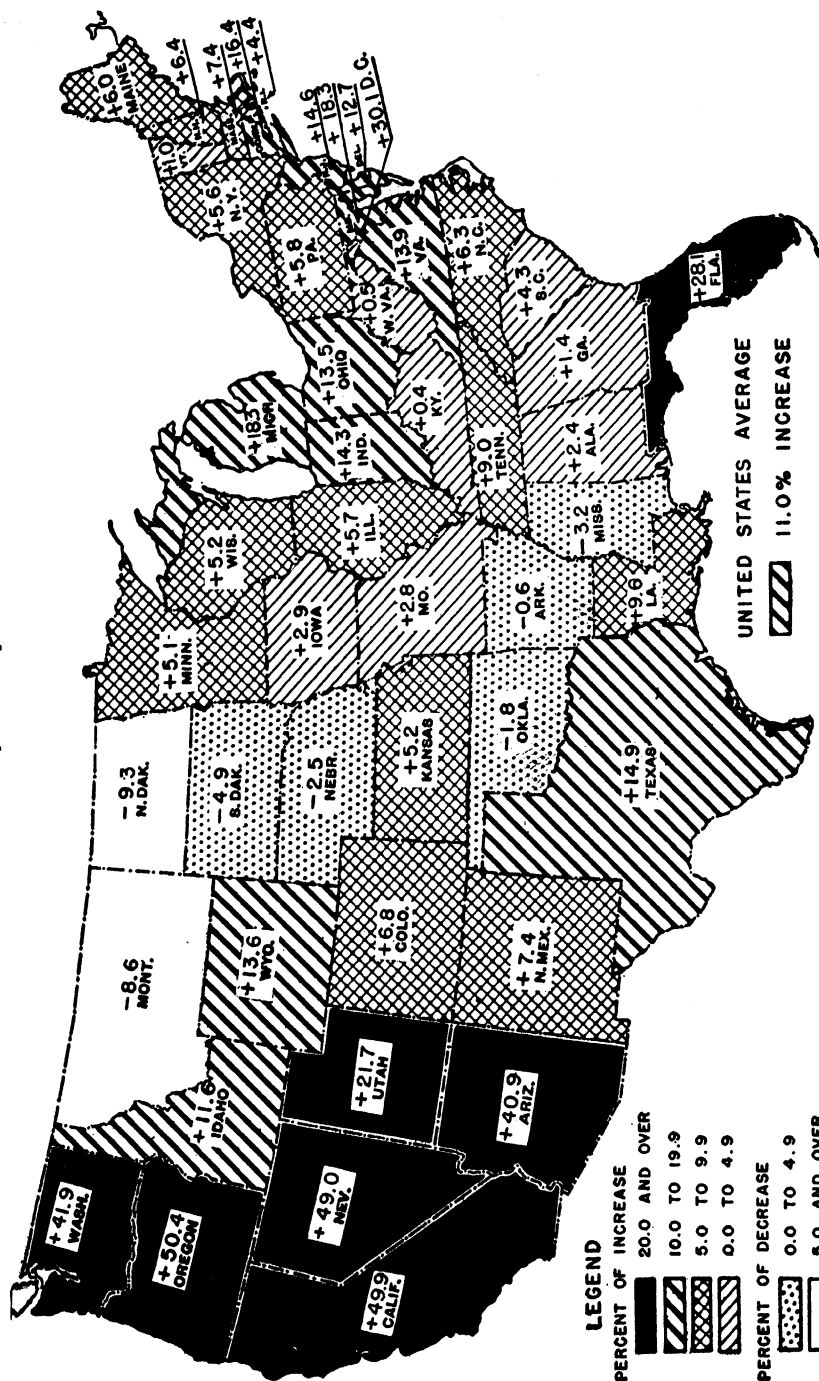 +41.9
WASH.
+50.4
OREGON
+49.9
CALIF.
+49.0
NEV.
+11.6
IDAHO
-8.6
MONT.
+13.6
WYO.
+21.7
UTAH
+40.9
ARIZ.
+6.8
COLO.
+7.4
N.MEX.
-9.3
N.DAK.
-4.9
S.DAK.
-2.5
NEBR.
+5.2
KANSAS
-1.8
OKLA.
+14.9
TEXAS
+5.1
MINN.
+2.9
IOWA
+2.8
MO.
-0.6
ARK.
+9.6
LA.
+5.2
WIS.
+5.7
ILL.
-3.2
MISS.
+18.3
MICH.
+14.3
IND.
+13.5
OHIO
+0.4
KY.
+9.0
TENN.
+2.4
ALA.
+1.4
GA.
+28.1
FLA.
+4.3
S.C.
+6.3
N.C.
+13.9
VA.
+0.5
W.VA.
+5.8
PA.
+5.6
N.Y.
+1.0
VT.
+6.0
MAINE
+6.4
+7.4
+16.4
+4.4
+14.6
+18.3
DEL.
+12.7
+30.1 D.C.
UNITED STATES AVERAGE
11.0% INCREASE
LEGEND
PERCENT OF INCREASE
20.0 AND OVER
10.0 TO 19.9
5.0 TO 9.9
0.0 TO 4.9
PERCENT OF DECREASE
0.0 TO 4.9
5.0 AND OVER